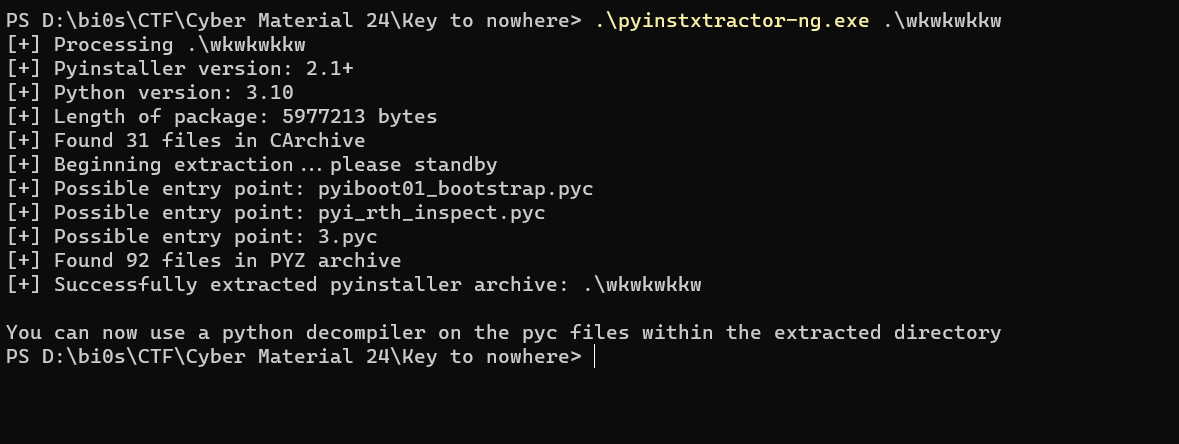 PS D:\bi0s\CTF\Cyber Material 24\Key to nowhere> .\pyinstxtractor-ng.exe .\wkwkwkkw
[+] Processing .\wkwkwkkw
[+] Pyinstaller version: 2.1+
[+] Python version: 3.10
[+] Length of package: 5977213 bytes
[+] Found 31 files in CArchive
[+] Beginning extraction...please standby
[+] Possible entry point: pyiboot01_bootstrap.pyc
[+] Possible entry point: pyi_rth_inspect.pyc
[+] Possible entry point: 3.pyc
[+] Found 92 files in PYZ archive
[+] Successfully extracted pyinstaller archive: .\wkwkwkkw
You can now use a python decompiler on the pyc files within the extracted directory
PS D:\bi0s\CTF\Cyber Material 24\Key to nowhere>